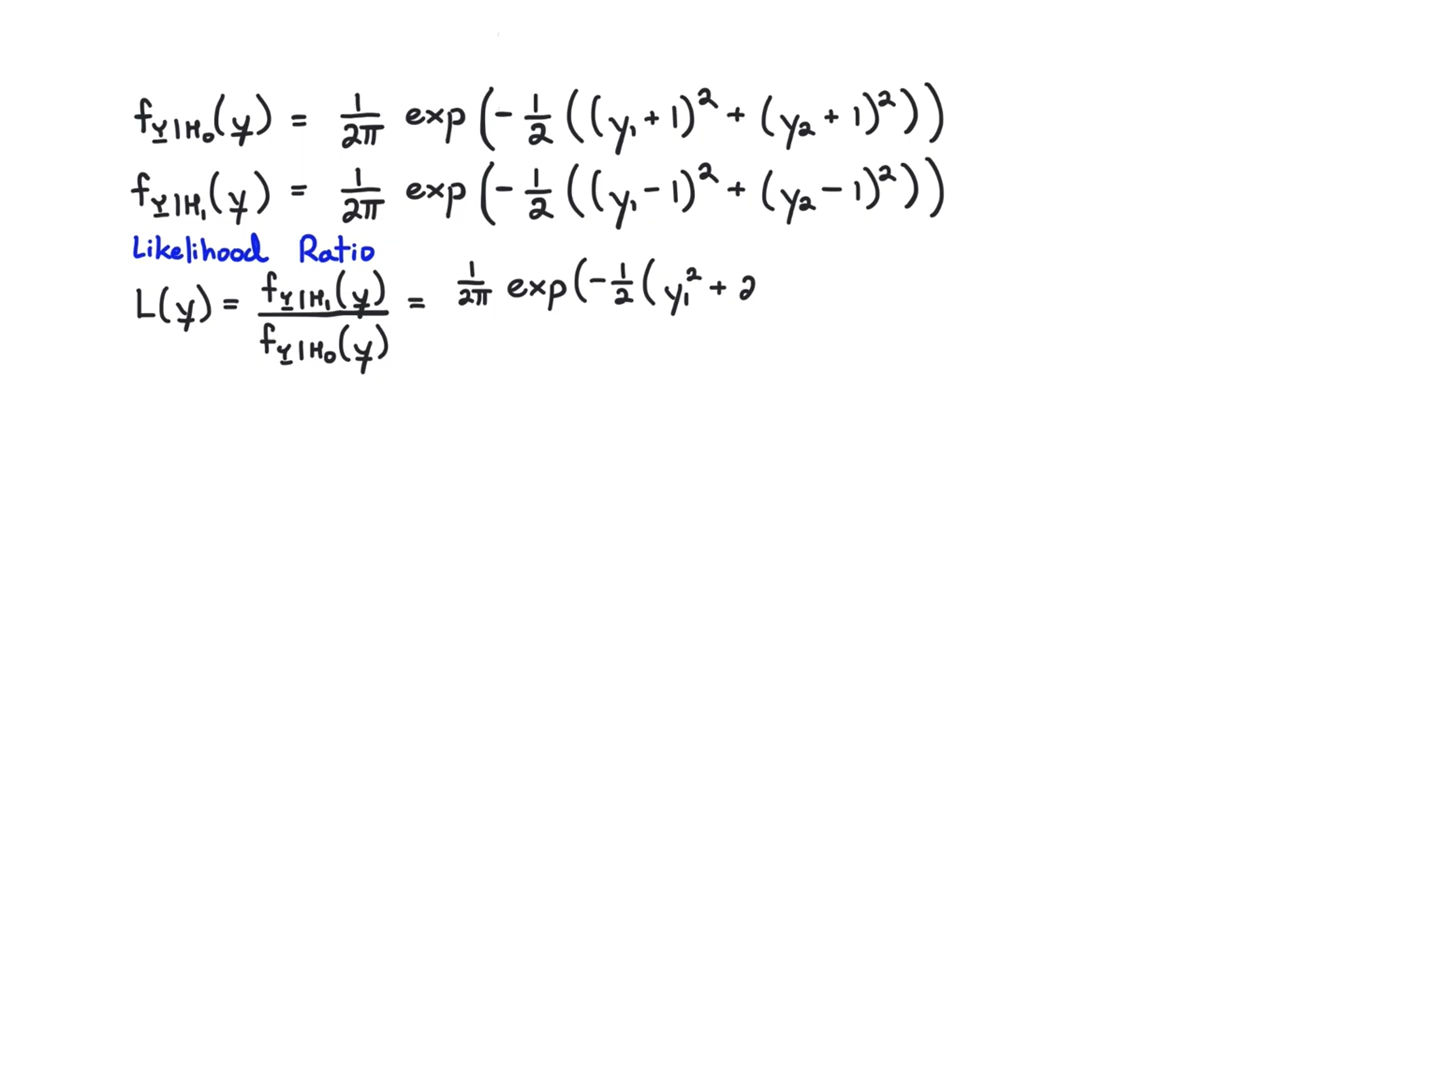 f_{Y|H₀}(y) = 1/2π exp(-1/2((y₁+1)² + (y₂+1)²))
f_{Y|H₁}(y) = 1/2π exp(-1/2((y₁-1)² + (y₂-1)²))
Likelihood Ratio
L(y) = f_{Y|H₁}(y) / f_{Y|H₀}(y) = 1/2π exp(-1/2(y₁² + 2